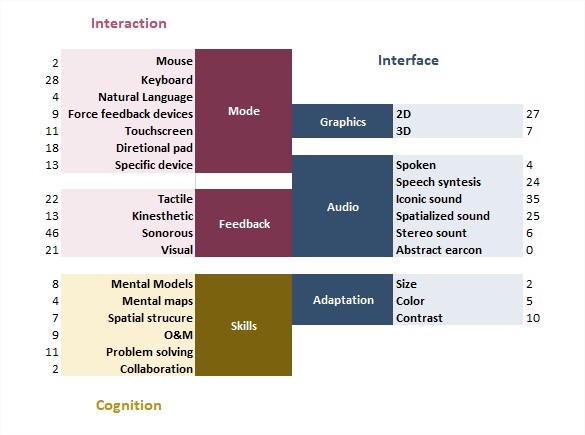 Interaction
Interface
2 Mouse
28 Keyboard
4 Natural Language
9 Force feedback devices
11 Touchscreen
18 Diretional pad
13 Specific device
Mode
Graphics
2D 27
3D 7
22 Tactile
13 Kinesthetic
46 Sonorous
21 Visual
Feedback
Audio
Spoken 4
Speech syntesis 24
Iconic sound 35
Spatialized sound 25
Stereo sount 6
Abstract earcon 0
8 Mental Models
4 Mental maps
7 Spatial strucure
9 O&M
11 Problem solving
2 Collaboration
Skills
Adaptation
Size 2
Color 5
Contrast 10
Cognition